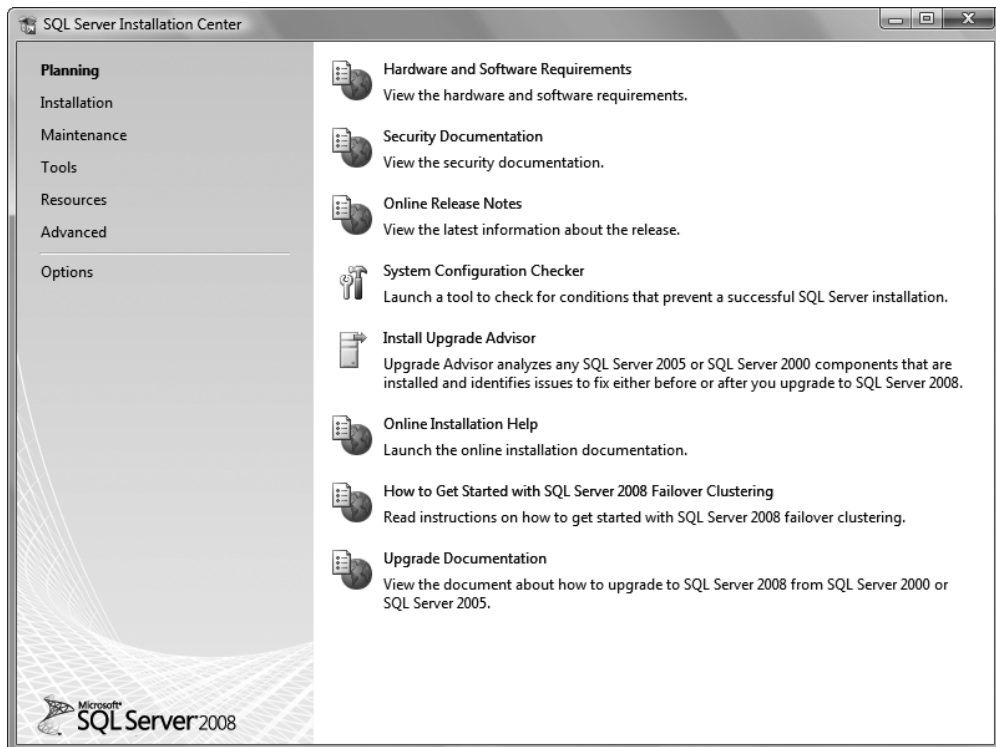 SQL Server Installation Center
Planning
Installation
Maintenance
Tools
Resources
Advanced
Options
Hardware and Software Requirements
View the hardware and software requirements.
Security Documentation
View the security documentation.
Online Release Notes
View the latest information about the release.
System Configuration Checker
Launch a tool to check for conditions that prevent a successful SQL Server installation.
Install Upgrade Advisor
Upgrade Advisor analyzes any SQL Server 2005 or SQL Server 2000 components that are
installed and identifies issues to fix either before or after you upgrade to SQL Server 2008.
Online Installation Help
Launch the online installation documentation.
How to Get Started with SQL Server 2008 Failover Clustering
Read instructions on how to get started with SQL Server 2008 failover clustering.
Upgrade Documentation
View the document about how to upgrade to SQL Server 2008 from SQL Server 2000 or
SQL Server 2005.
Microsoft®
SQL Server® 2008